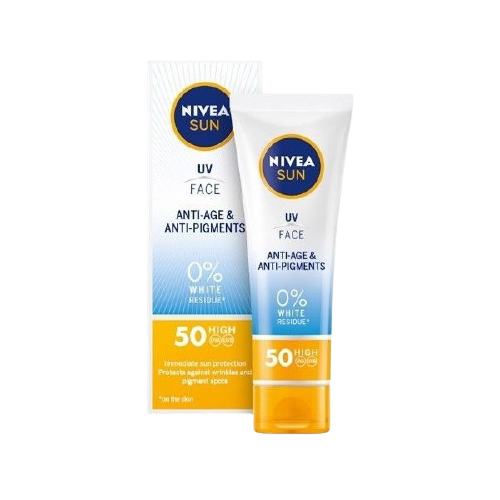 NIVEA
SUN
UV
FACE
ANTI-AGE &
ANTI-PIGMENTS
0%
WHITE
RESIDUE*
50 HIGH
Immediate sun protection
Protects against wrinkles and
pigment spots
*on the skin
NIVEA
SUN
UV
FACE
ANTI-AGE &
ANTI-PIGMENTS
0%
WHITE
RESIDUE*
50 HIGH